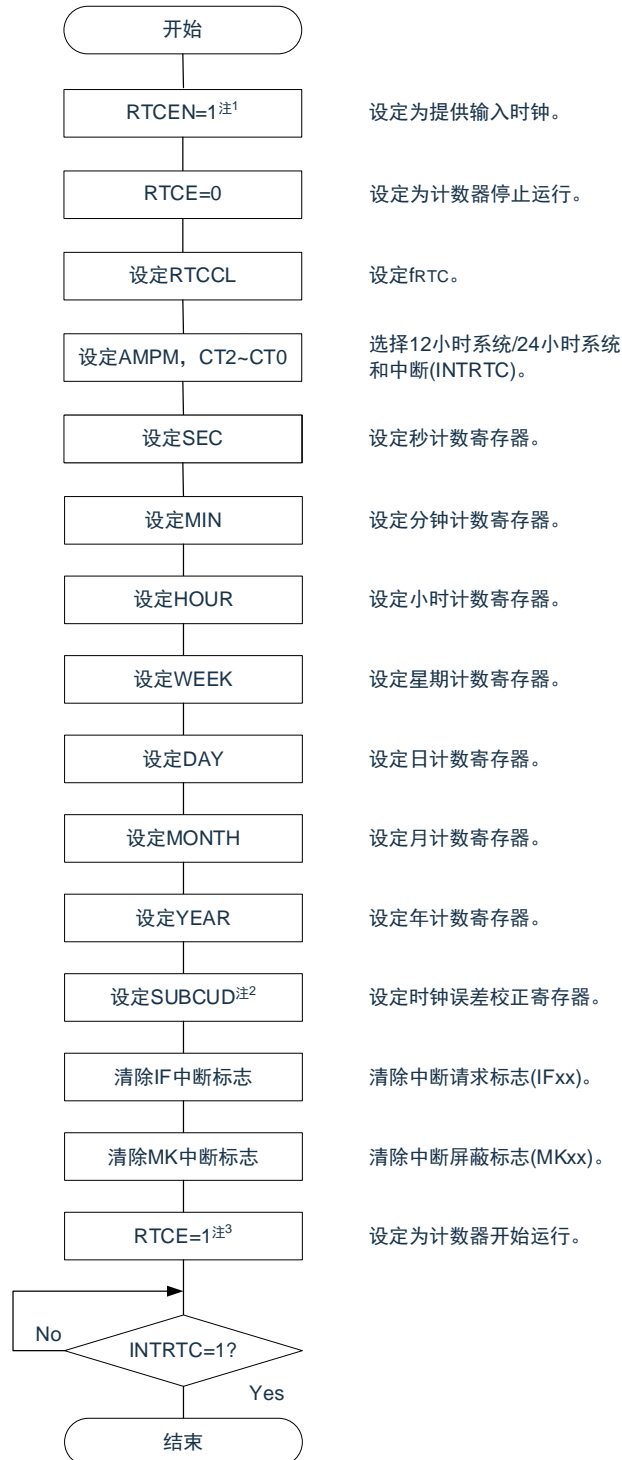 开始
RTCEN=1注1 设定为提供输入时钟。
RTCE=0 设定为计数器停止运行。
设定RTCCL 设定fRTC。
设定AMPM，CT2~CT0 选择12小时系统/24小时系统
和中断(INTRTC)。
设定SEC 设定秒计数寄存器。
设定MIN 设定分钟计数寄存器。
设定HOUR 设定小时计数寄存器。
设定WEEK 设定星期计数寄存器。
设定DAY 设定日计数寄存器。
设定MONTH 设定月计数寄存器。
设定YEAR 设定年计数寄存器。
设定SUBCUD注2 设定时钟误差校正寄存器。
清除IF中断标志 清除中断请求标志(IFxx)。
清除MK中断标志 清除中断屏蔽标志(MKxx)。
RTCE=1注3 设定为计数器开始运行。
No
INTRTC=1?
Yes
结束